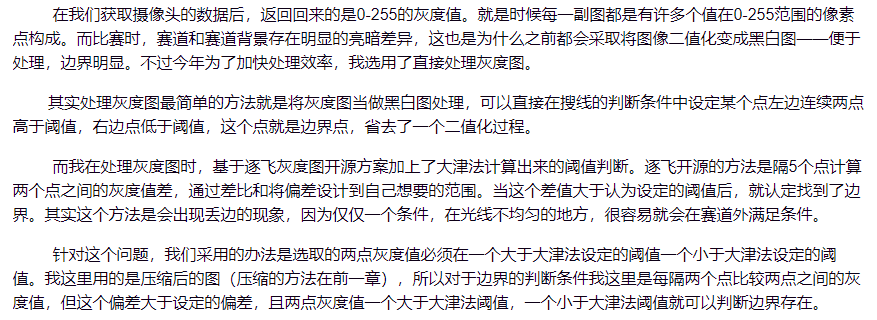 在我们获取摄像头的数据后，返回回来的是0-255的灰度值。就是时候每一副图都是有许多个值在0-255范围的像素
点构成。而比赛时，赛道和赛道背景存在明显的亮暗差异，这也是为什么之前都会采取将图像二值化变成黑白图——便于
处理，边界明显。不过今年为了加快处理效率，我选用了直接处理灰度图。
其实处理灰度图最简单的方法就是将灰度图当做黑白图处理，可以直接在搜线的判断条件中设定某个点左边连续两点
高于阈值，右边点低于阈值，这个点就是边界点，省去了一个二值化过程。
而我在处理灰度图时，基于逐飞灰度图开源方案加上了大津法计算出来的阈值判断。逐飞开源的方法是隔5个点计算
两个点之间的灰度值差，通过差比和将偏差设计到自己想要的范围。当这个差值大于认为设定的阈值后，就认定找到了边
界。其实这个方法是会出现丢边的现象，因为仅仅一个条件，在光线不均匀的地方，很容易就会在赛道外满足条件。
针对这个问题，我们采用的办法是选取的两点灰度值必须在一个大于大津法设定的阈值一个小于大津法设定的阈
值。我这里用的是压缩后的图（压缩的方法在前一章），所以对于边界的判断条件我这里是每隔两个点比较两点之间的灰
度值，但这个偏差大于设定的偏差，且两点灰度值一个大于大津法阈值，一个小于大津法阈值就可以判断边界存在。